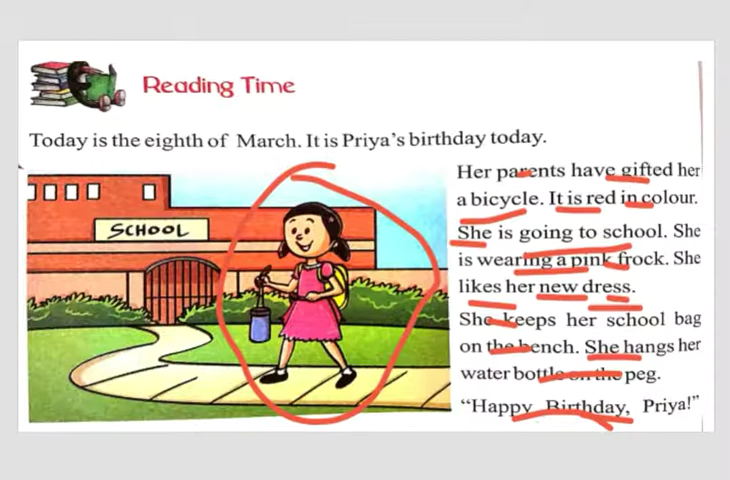 Reading Time
Today is the eighth of March. It is Priya's birthday today.
SCHOOL
Her parents have gifted her
a bicycle. It is red in colour.
She is going to school. She
is wearing a pink frock. She
likes her new dress.
She keeps her school bag
on the bench. She hangs her
water bottle on the peg.
"Happy Birthday, Priya!"